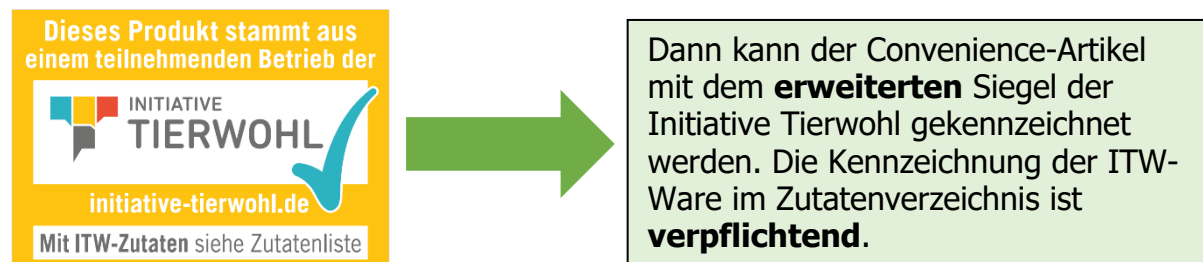 Dieses Produkt stammt aus
einem teilnehmenden Betrieb der
INITIATIVE
TIERWOHL
initiative-tierwohl.de
Mit ITW-Zutaten siehe Zutatenliste
Dann kann der Convenience-Artikel
mit dem erweiterten Siegel der
Initiative Tierwohl gekennzeichnet
werden. Die Kennzeichnung der ITW-
Ware im Zutatenverzeichnis ist
verpflichtend.